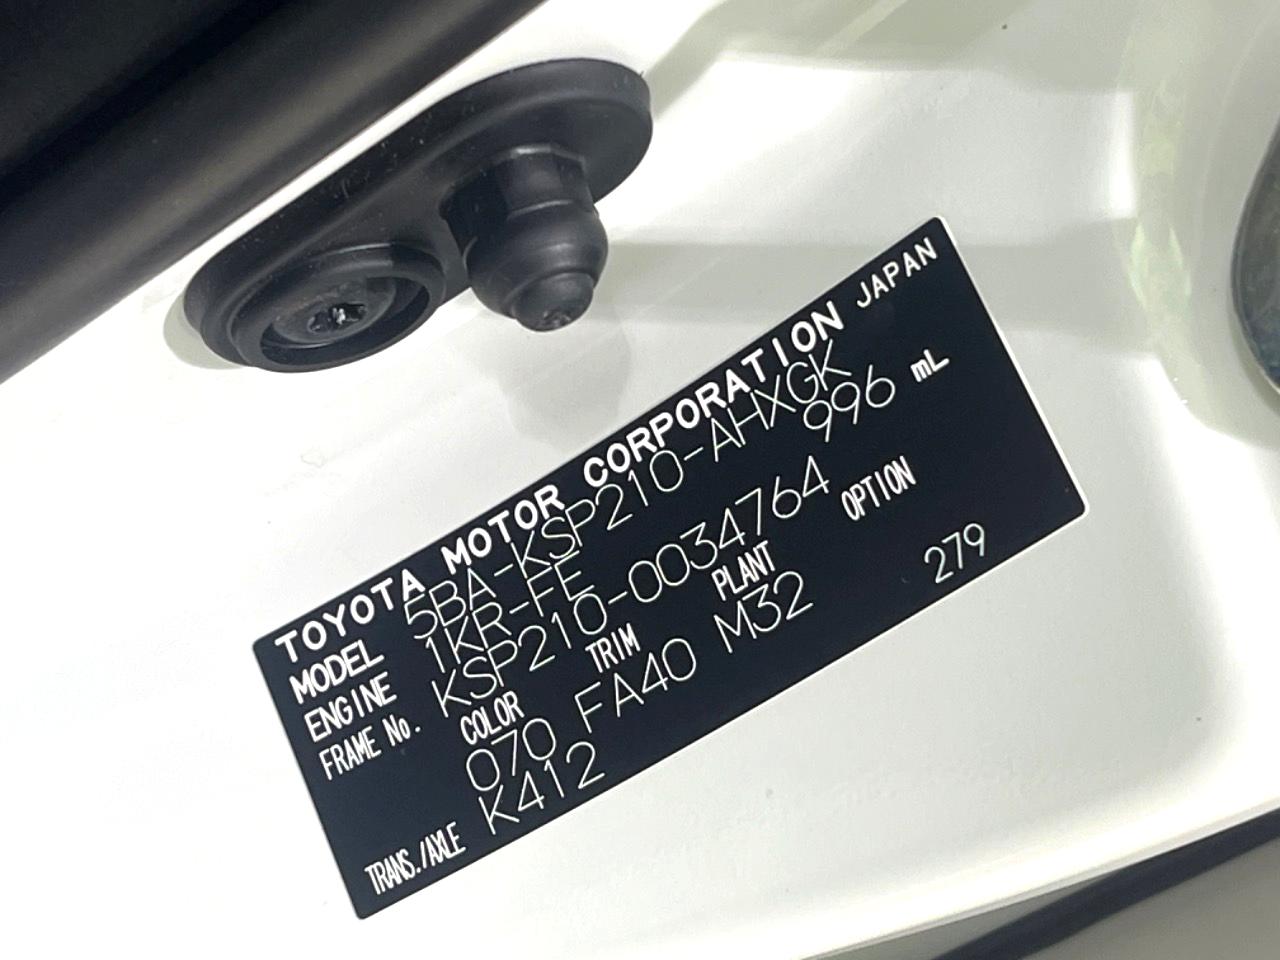 TOYOTA MOTOR CORPORATION JAPAN
MODEL 5BA-KSP210-AHXGK
ENGINE 1KR-FE 996 mL
FRAME No. KSP210-0034764
COLOR TRIM PLANT OPTION
070 FA40 M32 279
TRANS./AXLE K412